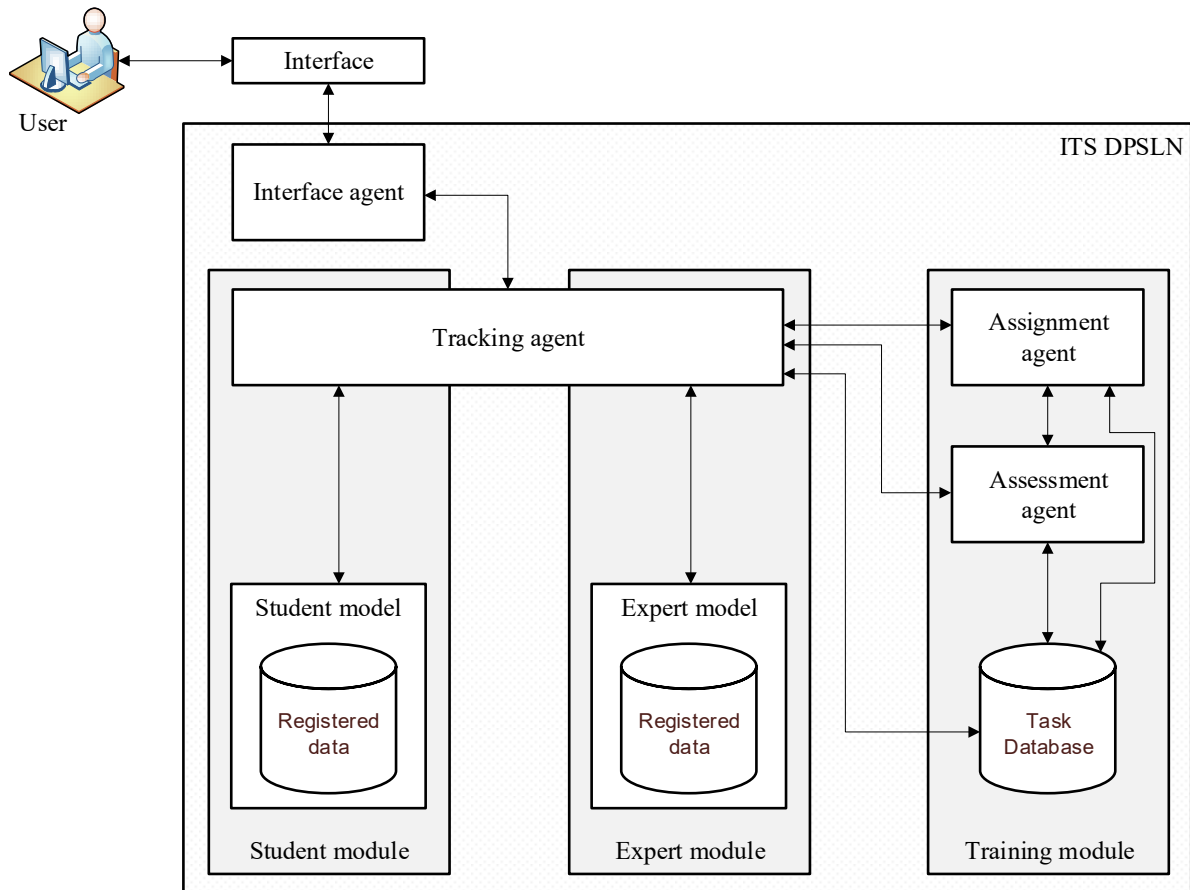 Interface
User
ITS DPSLN
Interface agent
Tracking agent
Assignment
agent
Assessment
agent
Student model
Registered
data
Expert model
Registered
data
Task
Database
Student module
Expert module
Training module